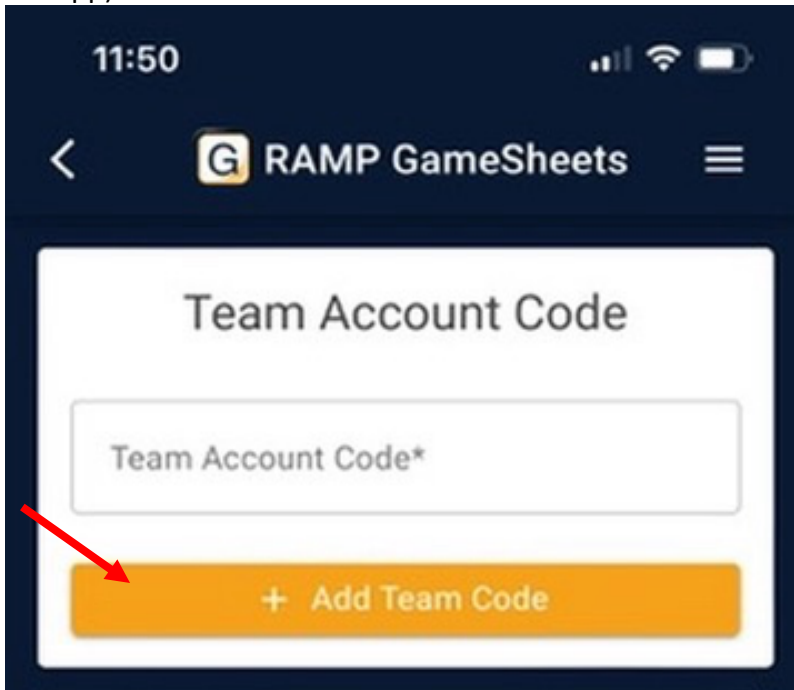 11:50
G RAMP GameSheets
Team Account Code
Team Account Code*
+ Add Team Code